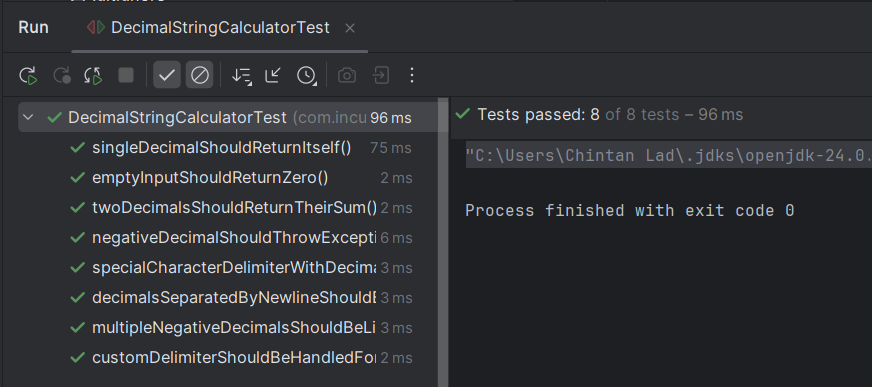 Run DecimalStringCalculatorTest
DecimalStringCalculatorTest (com.incu 96 ms
singleDecimalShouldReturnItself() 75 ms
emptyInputShouldReturnZero() 2 ms
twoDecimalsShouldReturnTheirSum() 2 ms
negativeDecimalShouldThrowExcepti 6 ms
specialCharacterDelimiterWithDecima 3 ms
decimalsSeparatedByNewlineShouldB 3 ms
multipleNegativeDecimalsShouldBeLi 3 ms
customDelimiterShouldBeHandledFo 2 ms
Tests passed: 8 of 8 tests – 96 ms
"C:\Users\Chintan Lad\.jdks\openjdk-24.0.
Process finished with exit code 0